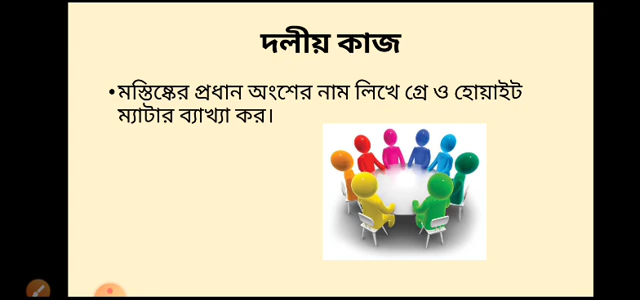 দলীয় কাজ
•মস্তিষ্কের প্রধান অংশের নাম লিখে গ্রে ও হোয়াইট
ম্যাটার ব্যাখ্যা কর।